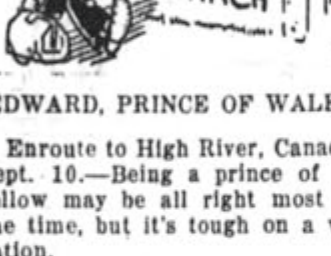 EDWARD, PRINCE OF WALE
Enroute to High River, Cana
ept. 10.—Being a prince of
llow may be all right most
he time, but it's tough on a
ation.